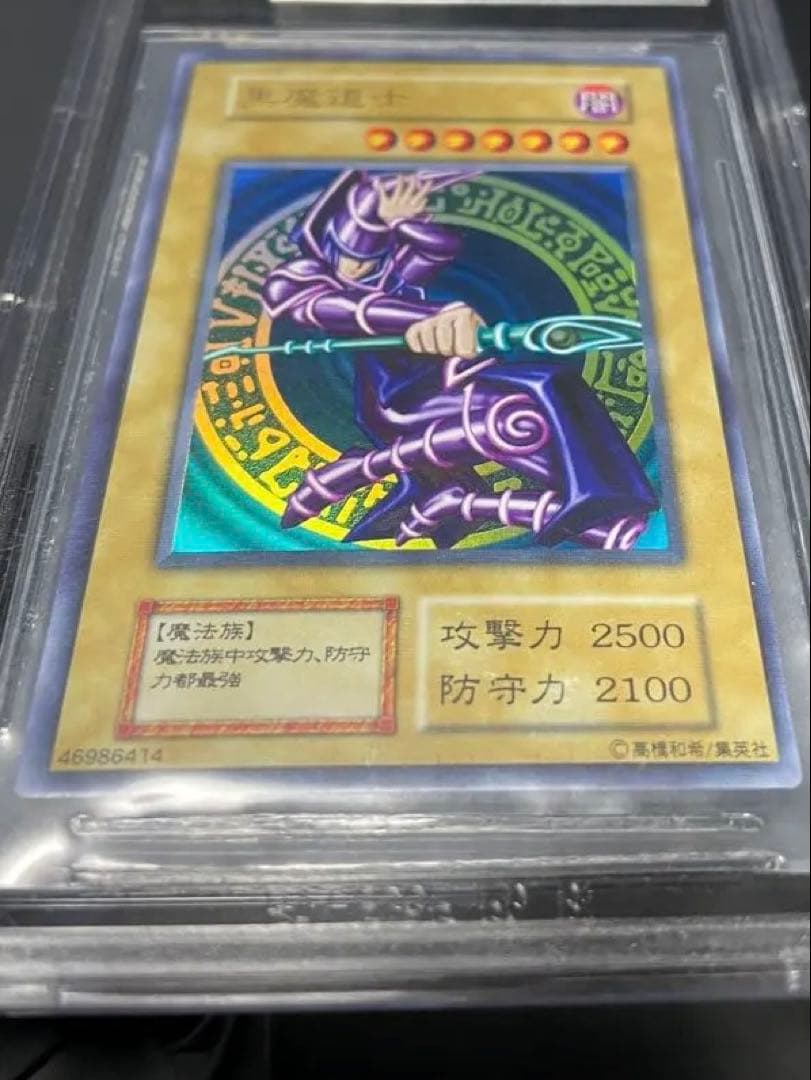 黑魔道士
闇
【魔法族】
魔法族中攻擊力、防守
力都最強
攻擊力 2500
防守力 2100
46986414
©高橋和希/集英社